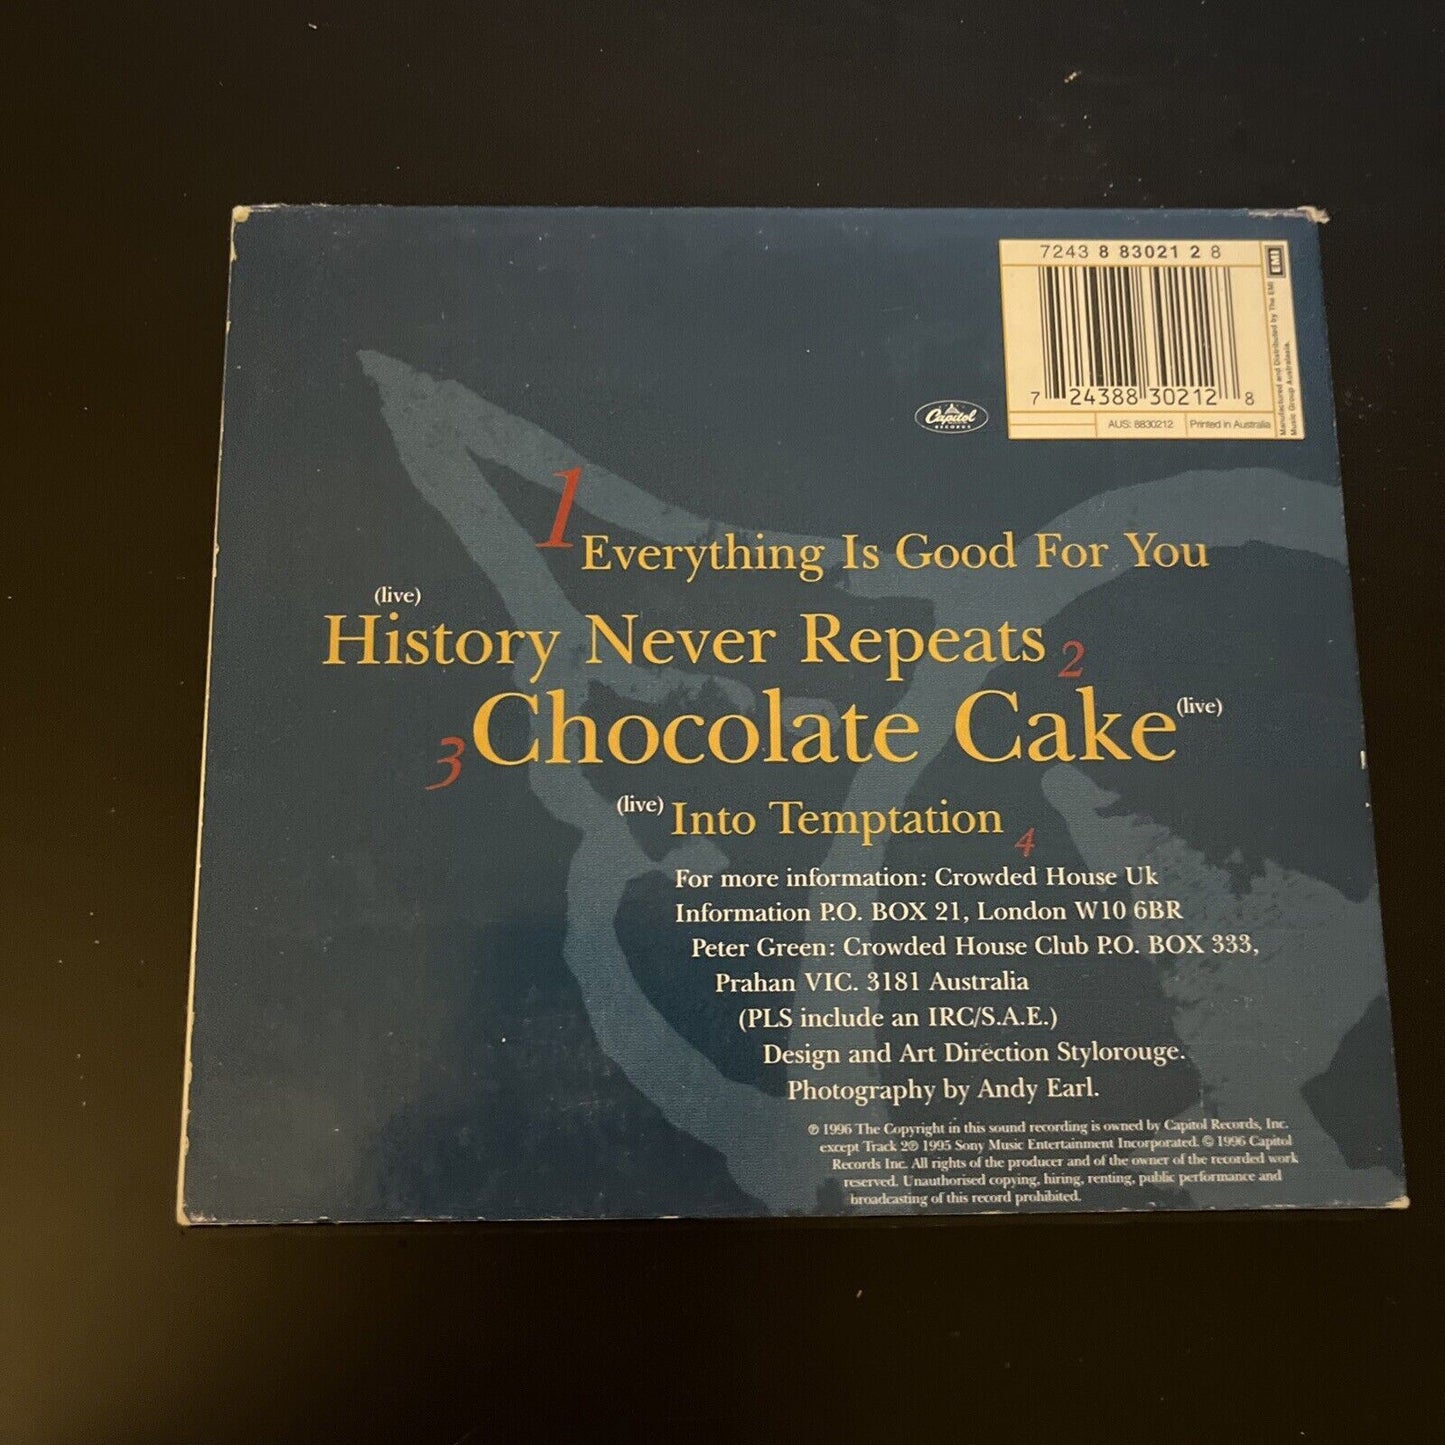 7243 8 83021 2 8
EMI
Manufactured and Distributed by The EMI
Music Group Australasia.
7 24388 30212 8
AUS: 8830212 Printed in Australia
Capitol
RECORDS
1 Everything Is Good For You
(live)
History Never Repeats 2
3 Chocolate Cake (live)
(live) Into Temptation 4
For more information: Crowded House Uk
Information P.O. BOX 21, London W10 6BR
Peter Green: Crowded House Club P.O. BOX 333,
Prahan VIC. 3181 Australia
(PLS include an IRC/S.A.E.)
Design and Art Direction Stylorouge.
Photography by Andy Earl.
℗ 1996 The Copyright in this sound recording is owned by Capitol Records, Inc.
except Track 2℗ 1995 Sony Music Entertainment Incorporated. © 1996 Capitol
Records Inc. All rights of the producer and of the owner of the recorded work
reserved. Unauthorised copying, hiring, renting, public performance and
broadcasting of this record prohibited.